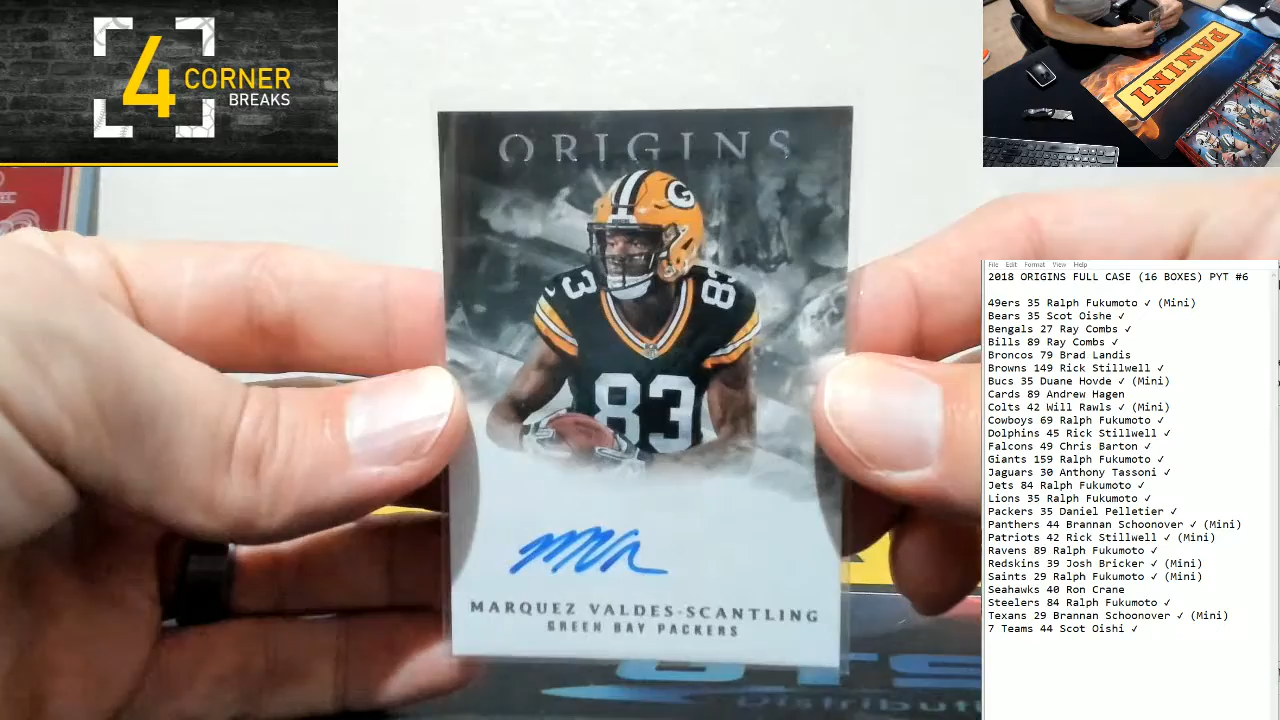 4 CORNER
BREAKS
ORIGINS
G
83
83
83
MARQUEZ VALDES-SCANTLING
GREEN BAY PACKERS
PANINI
File Edit Format View Help
2018 ORIGINS FULL CASE (16 BOXES) PYT #6
49ers 35 Ralph Fukumoto ✓ (Mini)
Bears 35 Scot Oishe ✓
Bengals 27 Ray Combs ✓
Bills 89 Ray Combs ✓
Broncos 79 Brad Landis
Browns 149 Rick Stillwell ✓
Bucs 35 Duane Hovde ✓ (Mini)
Cards 89 Andrew Hagen
Colts 42 Will Rawls ✓ (Mini)
Cowboys 69 Ralph Fukumoto ✓
Dolphins 45 Rick Stillwell ✓
Falcons 49 Chris Barton ✓
Giants 159 Ralph Fukumoto ✓
Jaguars 30 Anthony Tassoni ✓
Jets 84 Ralph Fukumoto ✓
Lions 35 Ralph Fukumoto ✓
Packers 35 Daniel Pelletier ✓
Panthers 44 Brannan Schoonover ✓ (Mini)
Patriots 42 Rick Stillwell ✓ (Mini)
Ravens 89 Ralph Fukumoto ✓
Redskins 39 Josh Bricker ✓ (Mini)
Saints 29 Ralph Fukumoto ✓ (Mini)
Seahawks 40 Ron Crane
Steelers 84 Ralph Fukumoto ✓
Texans 29 Brannan Schoonover ✓ (Mini)
7 Teams 44 Scot Oishi ✓